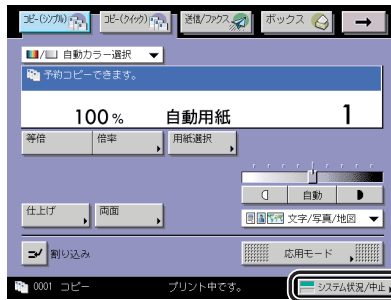 コピー(シンプル) コピー(クイック) 送信/ファクス ボックス
自動カラー選択
予約コピーできます。
100% 自動用紙 1
等倍 倍率 用紙選択
自動
仕上げ 両面 文字/写真/地図
割り込み 応用モード
0001 コピー プリント中です。 システム状況/中止